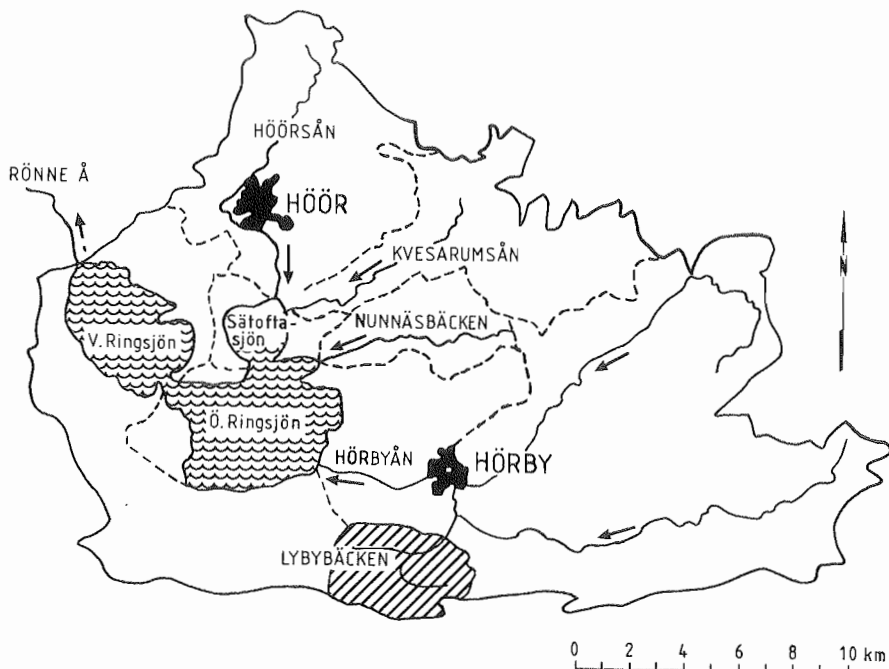 HÖÖRSÅN
RÖNNE Å
HÖÖR
KVESARUMSÅN
N
Sätofta-
sjön
NUNNÄSBÄCKEN
V. Ringsjön
Ö. Ringsjön
HÖRBYÅN
HÖRBY
LYBYBÄCKEN
0 2 4 6 8 10 km